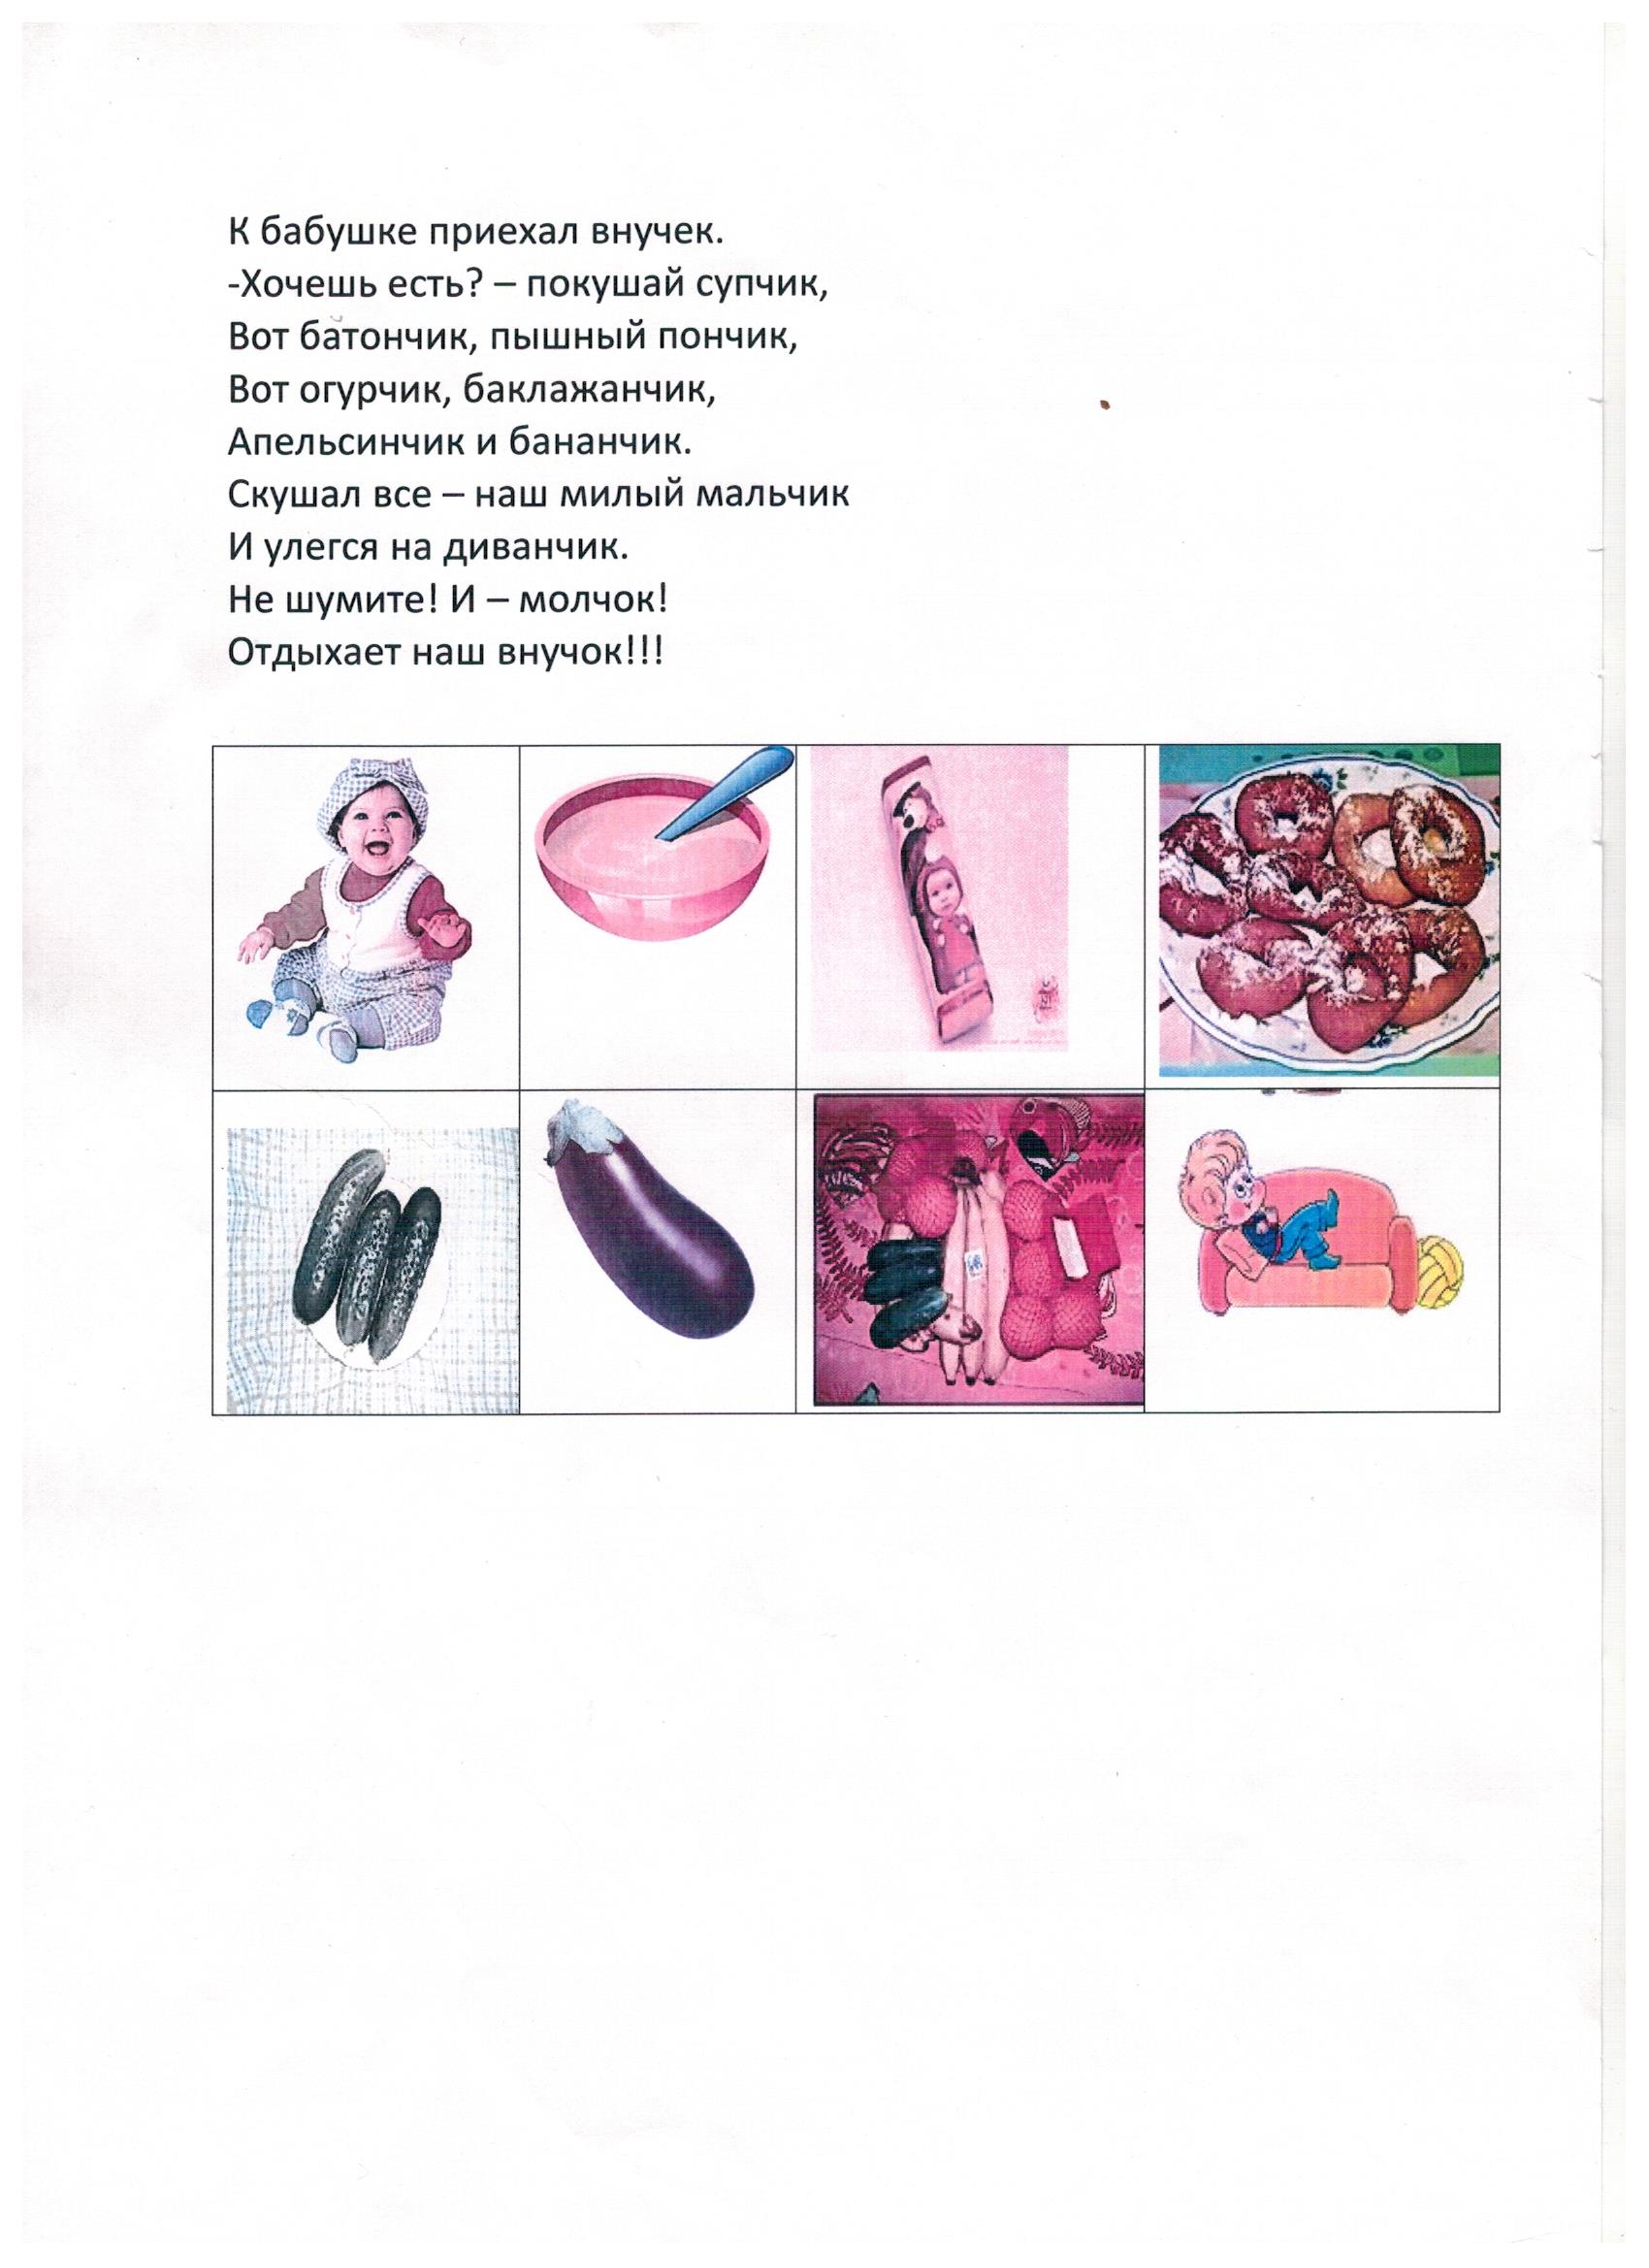 К бабушке приехал внучек.
-Хочешь есть? – покушай супчик,
Вот батончик, пышный пончик,
Вот огурчик, баклажанчик,
Апельсинчик и бананчик.
Скушал все – наш милый мальчик
И улегся на диванчик.
Не шумите! И – молчок!
Отдыхает наш внучок!!!